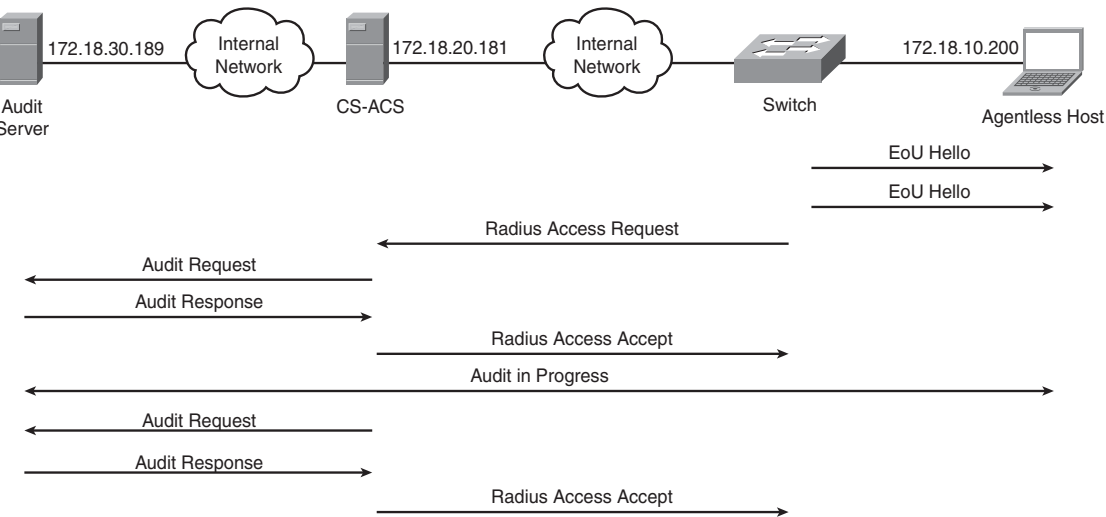 172.18.30.189
Internal
Network
172.18.20.181
Internal
Network
172.18.10.200
Audit
Server
CS-ACS
Switch
Agentless Host
EoU Hello
EoU Hello
Radius Access Request
Audit Request
Audit Response
Radius Access Accept
Audit in Progress
Audit Request
Audit Response
Radius Access Accept